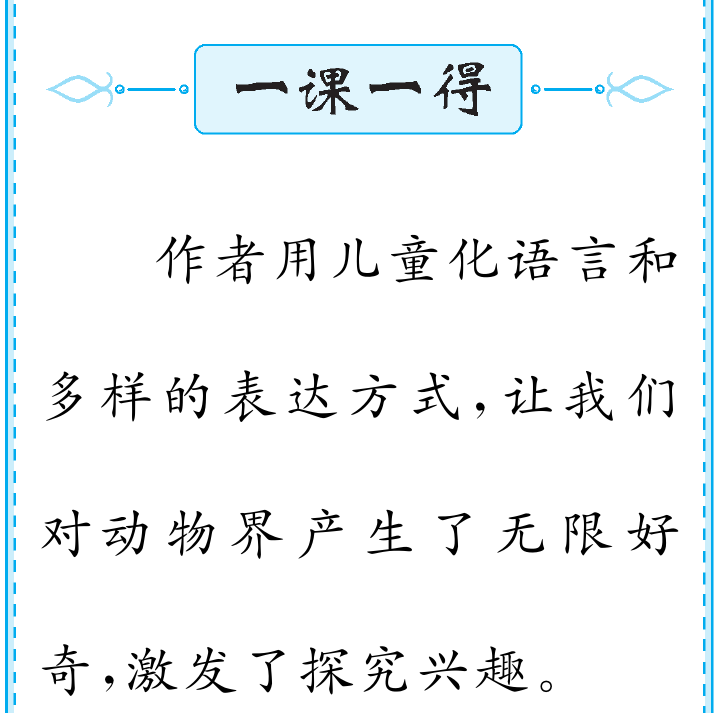 一课一得
作者用儿童化语言和
多样的表达方式,让我们
对动物界产生了无限好
奇,激发了探究兴趣。